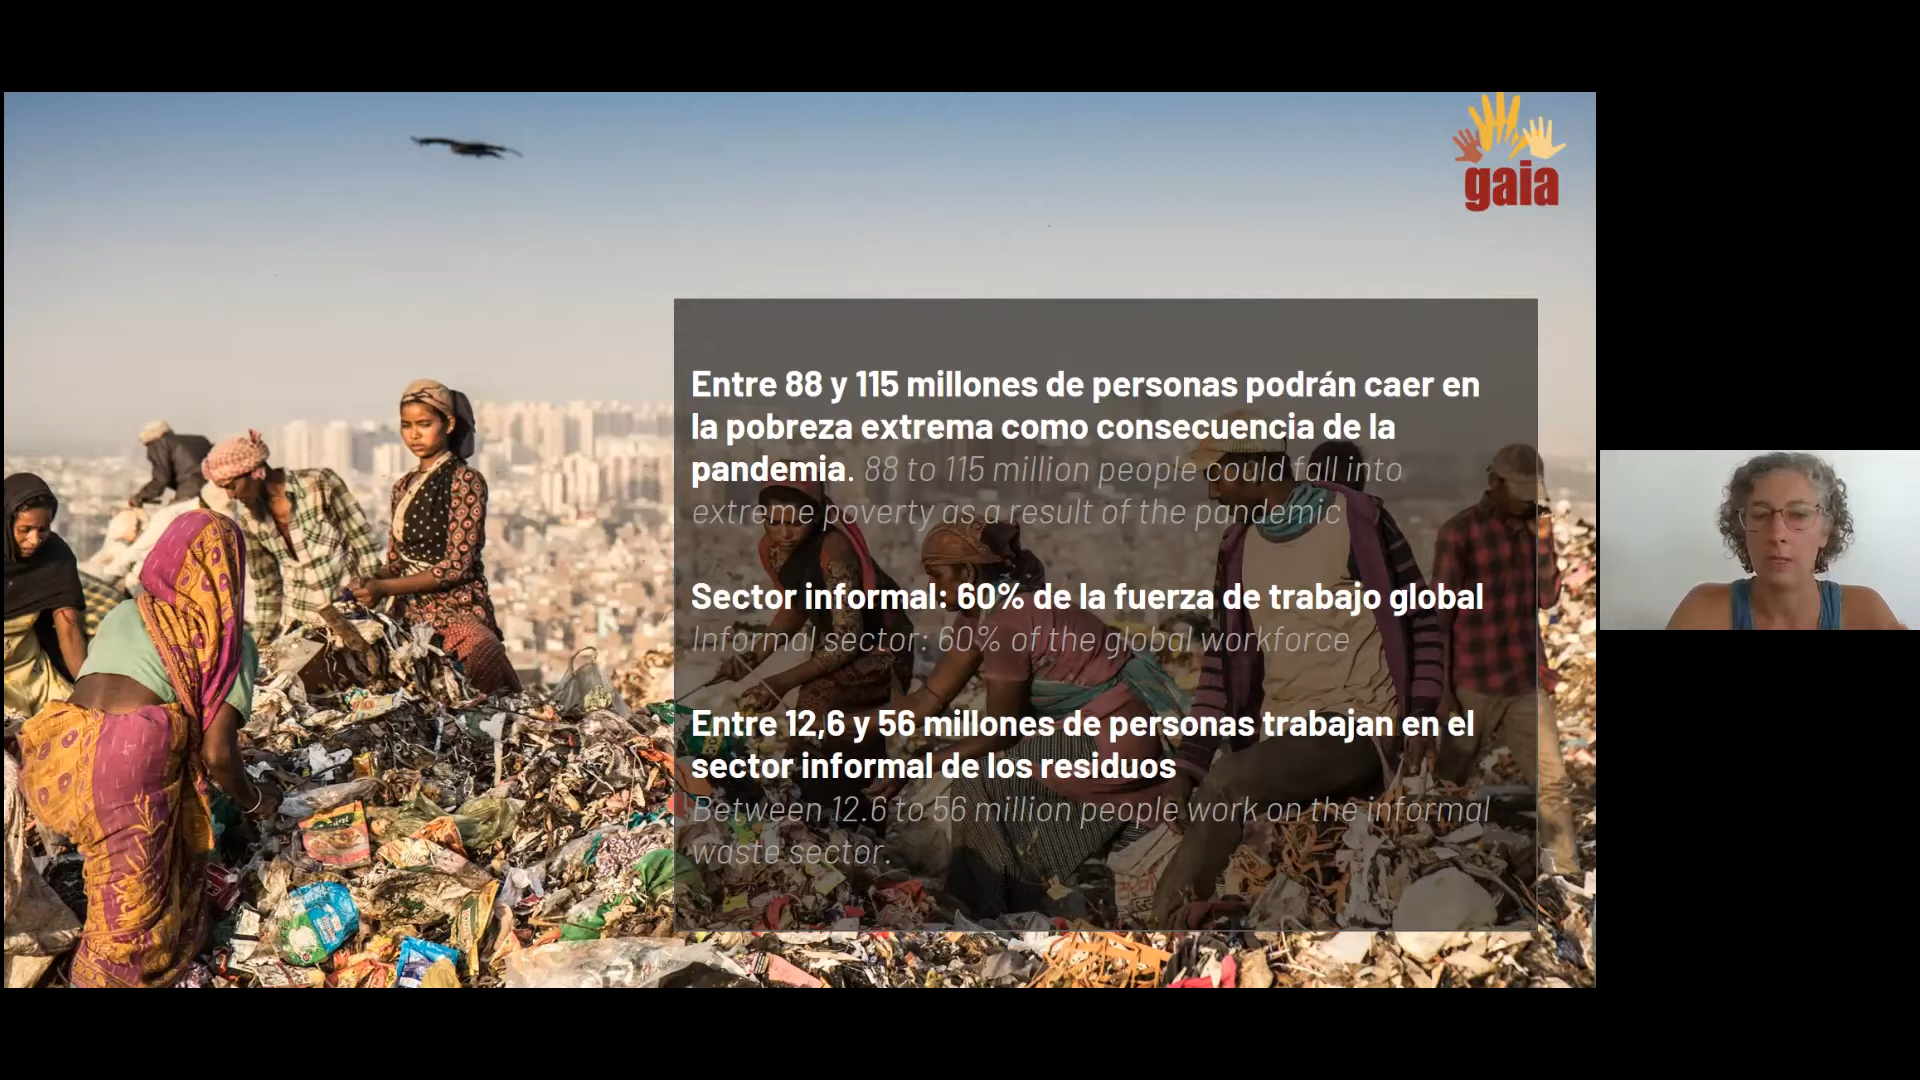 gaia
Entre 88 y 115 millones de personas podrán caer en
la pobreza extrema como consecuencia de la
pandemia. 88 to 115 million people could fall into
extreme poverty as a result of the pandemic
Sector informal: 60% de la fuerza de trabajo global
Informal sector: 60% of the global workforce
Entre 12,6 y 56 millones de personas trabajan en el
sector informal de los residuos
Between 12.6 to 56 million people work on the informal
waste sector.